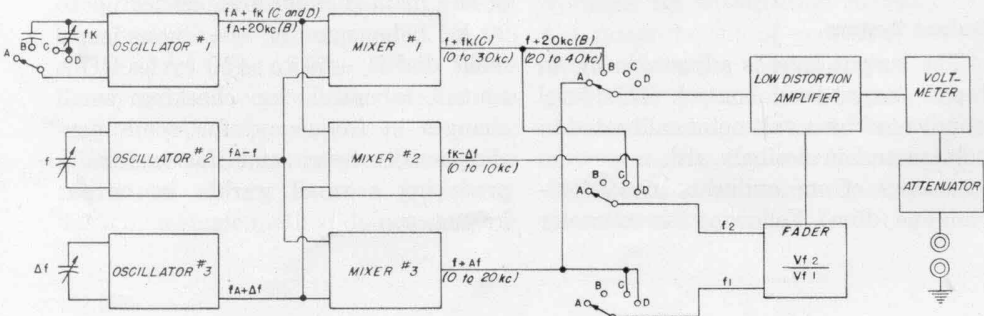 fA + fK (C and D)
fA+20kc (B)
OSCILLATOR #1
MIXER #1
f+fK(C)
(0 to 30kc)
f+20kc(B)
(20 to 40kc)
fK
A
B
C
D
A
B
C
D
LOW DISTORTION
AMPLIFIER
VOLT-
METER
f
OSCILLATOR #2
fA-f
MIXER #2
fK-Δf
(0 to 10kc)
A
B
C
D
ATTENUATOR
Δf
OSCILLATOR #3
fA+Δf
MIXER #3
f+Δf
(0 to 20kc)
A
B
C
D
f2
f1
FADER
Vf2
Vf1